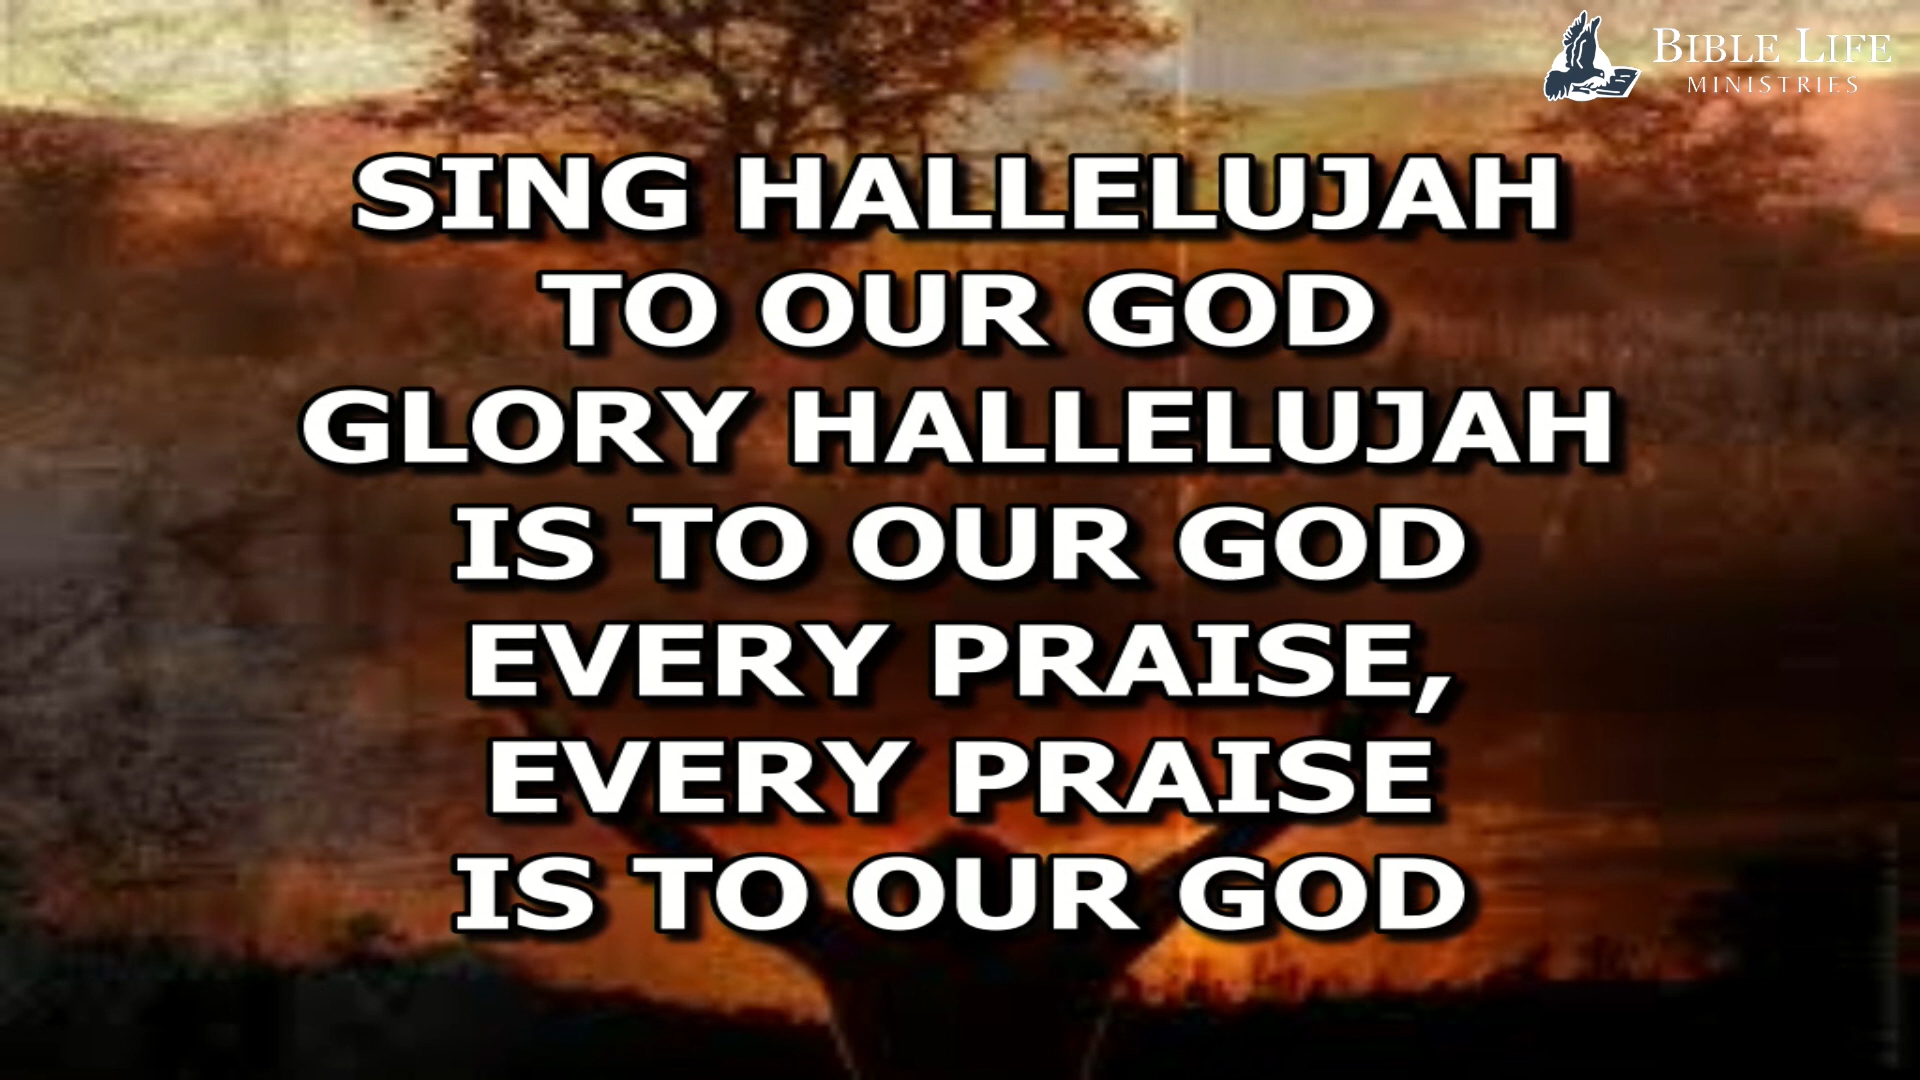 BIBLE LIFE
MINISTRIES
SING HALLELUJAH
TO OUR GOD
GLORY HALLELUJAH
IS TO OUR GOD
EVERY PRAISE,
EVERY PRAISE
IS TO OUR GOD